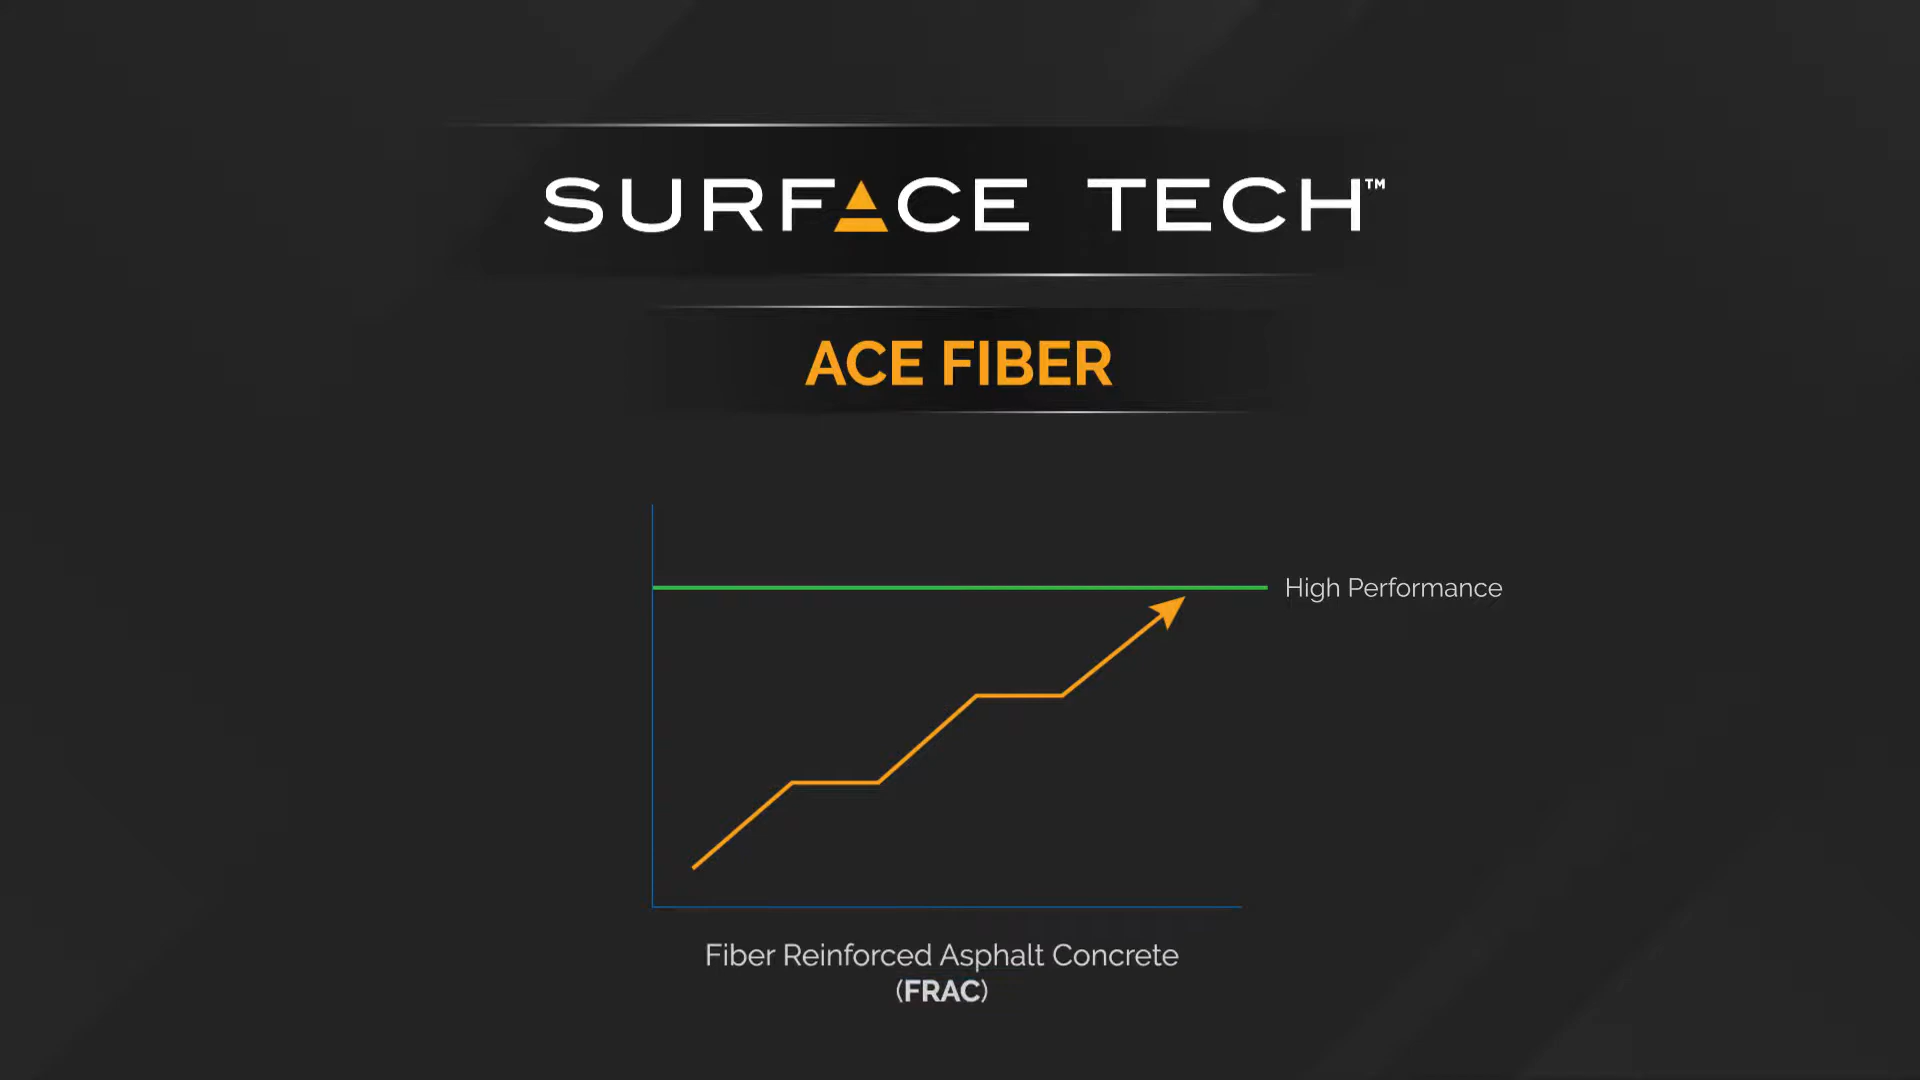 SURFACE TECH™
ACE FIBER
High Performance
Fiber Reinforced Asphalt Concrete
(FRAC)